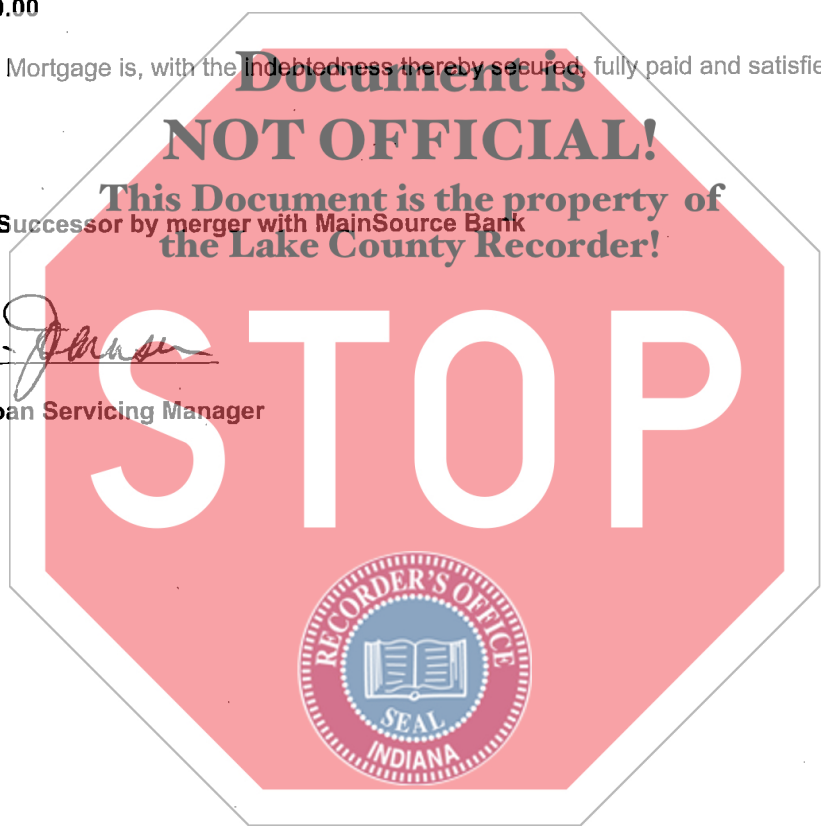 0.00
Mortgage is, with the indebtedness thereby secured, fully paid and satisfie
Document is
NOT OFFICIAL!
This Document is the property of
Successor by merger with MainSource Bank
the Lake County Recorder!
STOP
oan Servicing Manager
RECORDER'S OFFICE
SEAL
INDIANA